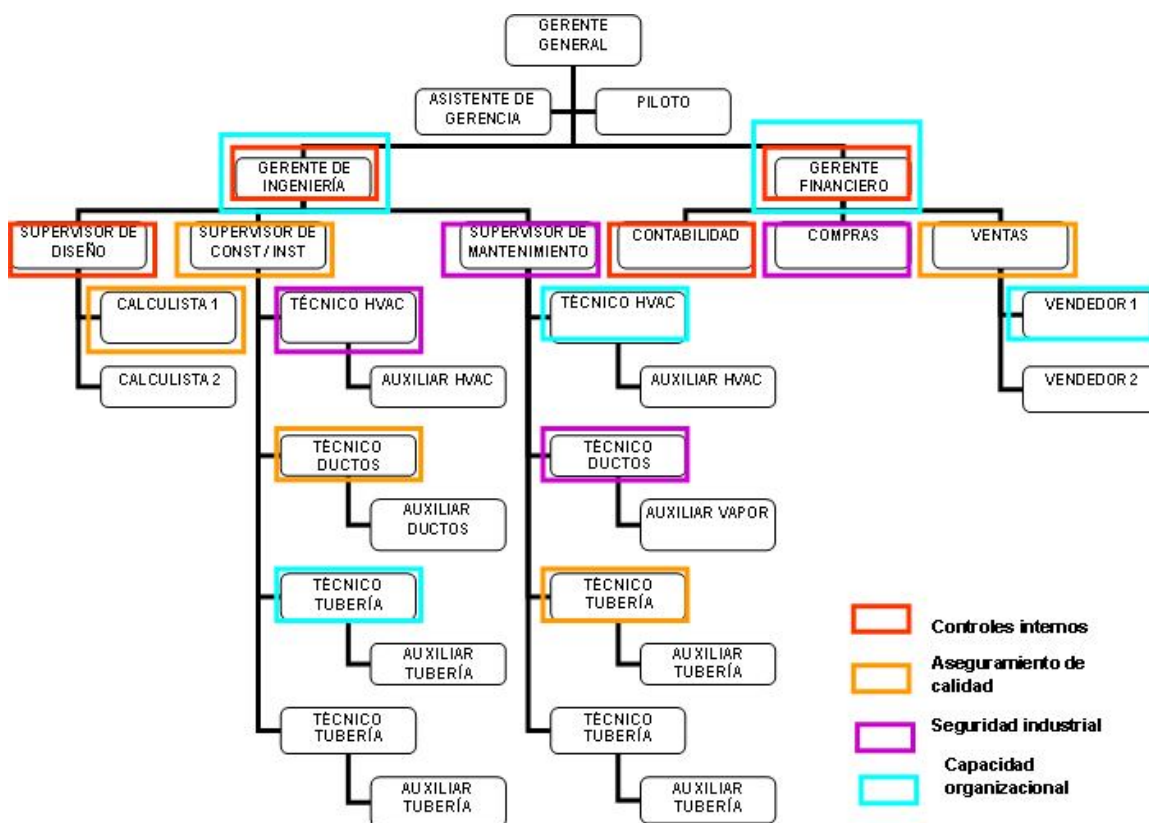 GERENTE
GENERAL
ASISTENTE DE
GERENCIA
PILOTO
GERENTE DE
INGENIERÍA
GERENTE
FINANCIERO
SUPERVISOR DE
DISEÑO
SUPERVISOR DE
CONST / INST
SUPERVISOR DE
MANTENIMIENTO
CONTABILIDAD
COMPRAS
VENTAS
CALCULISTA 1
TÉCNICO HVAC
TÉCNICO HVAC
VENDEDOR 1
CALCULISTA 2
AUXILIAR HVAC
AUXILIAR HVAC
VENDEDOR 2
TÉCNICO
DUCTOS
TÉCNICO
DUCTOS
AUXILIAR
DUCTOS
AUXILIAR VAPOR
TÉCNICO
TUBERÍA
TÉCNICO
TUBERÍA
AUXILIAR
TUBERÍA
AUXILIAR
TUBERÍA
TÉCNICO
TUBERÍA
TÉCNICO
TUBERÍA
AUXILIAR
TUBERÍA
AUXILIAR
TUBERÍA
Controles internos
Aseguramiento de
calidad
Seguridad industrial
Capacidad
organizacional